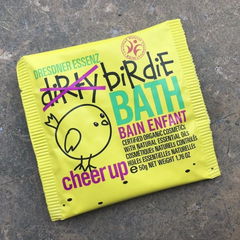 DRESDNER ESSENZ
diRtY biRdiE
BATH
BAIN ENFANT
CERTIFIED ORGANIC COSMETICS
WITH NATURAL ESSENTIAL OILS
COSMÉTIQUES NATURELS CONTRÔLÉS
HUILES ESSENTIELLES NATURELLES
cheer up
e 50g NET WEIGHT 1.76 OZ